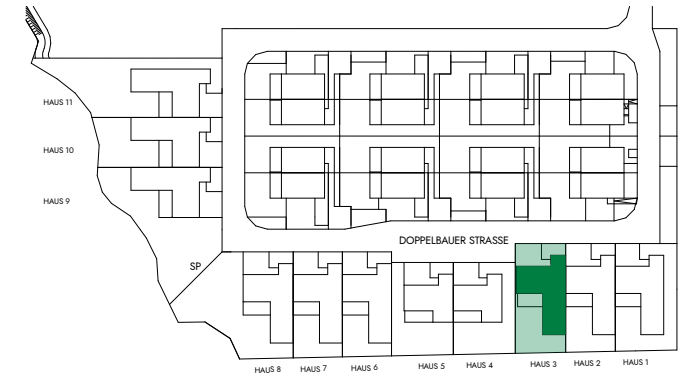 HAUS 11
HAUS 10
HAUS 9
DOPPELBAUER STRASSE
SP
HAUS 8
HAUS 7
HAUS 6
HAUS 5
HAUS 4
HAUS 3
HAUS 2
HAUS 1